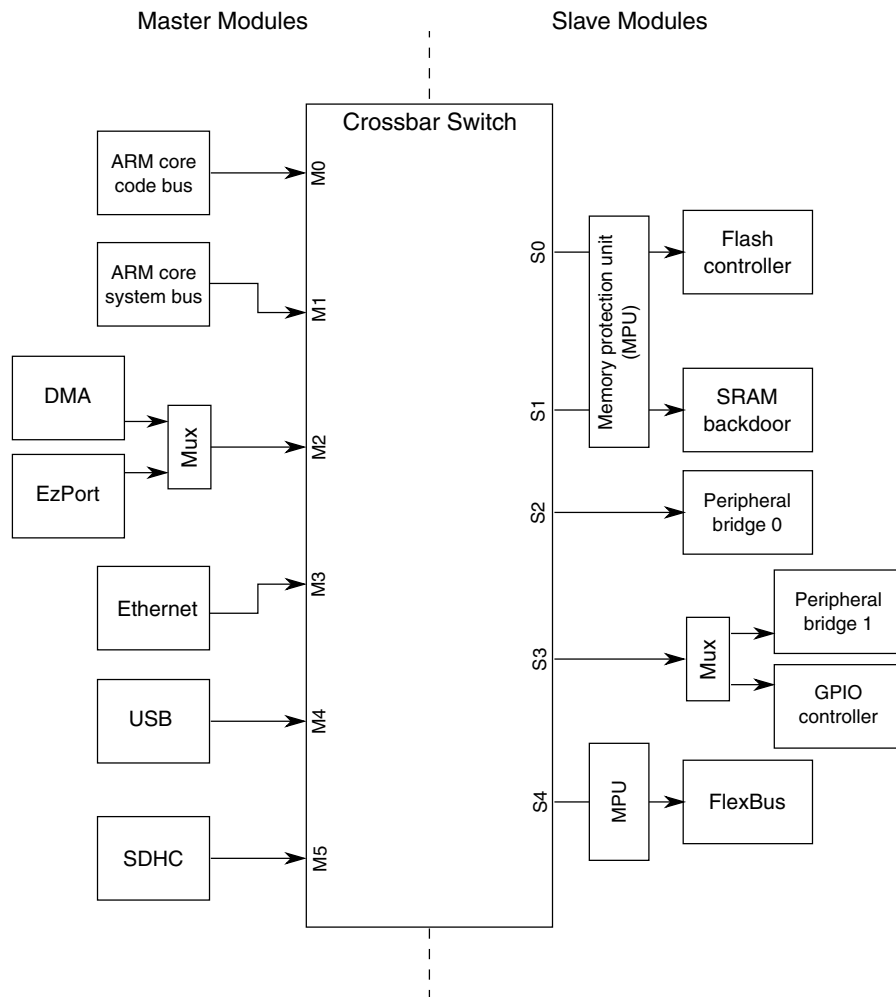 Master Modules
Slave Modules
Crossbar Switch
ARM core
code bus
M0
ARM core
system bus
M1
DMA
EzPort
Mux
M2
Ethernet
M3
USB
M4
SDHC
M5
S0
Memory protection unit
(MPU)
Flash
controller
S1
SRAM
backdoor
S2
Peripheral
bridge 0
S3
Mux
Peripheral
bridge 1
GPIO
controller
S4
MPU
FlexBus